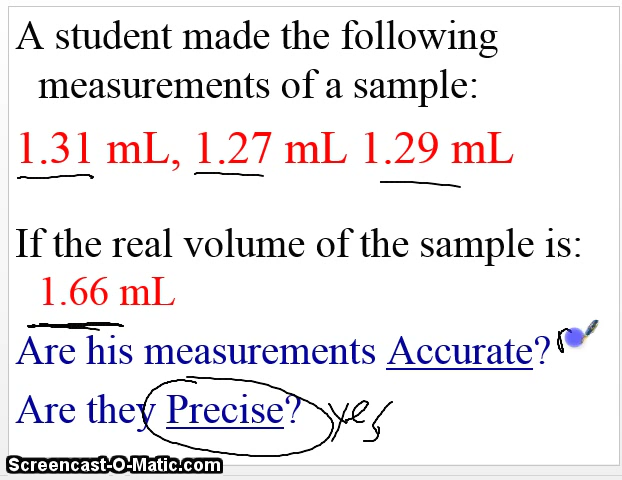 A student made the following
measurements of a sample:
1.31 mL, 1.27 mL 1.29 mL
If the real volume of the sample is:
1.66 mL
Are his measurements Accurate?
Are they Precise? yes
Screencast-O-Matic.com